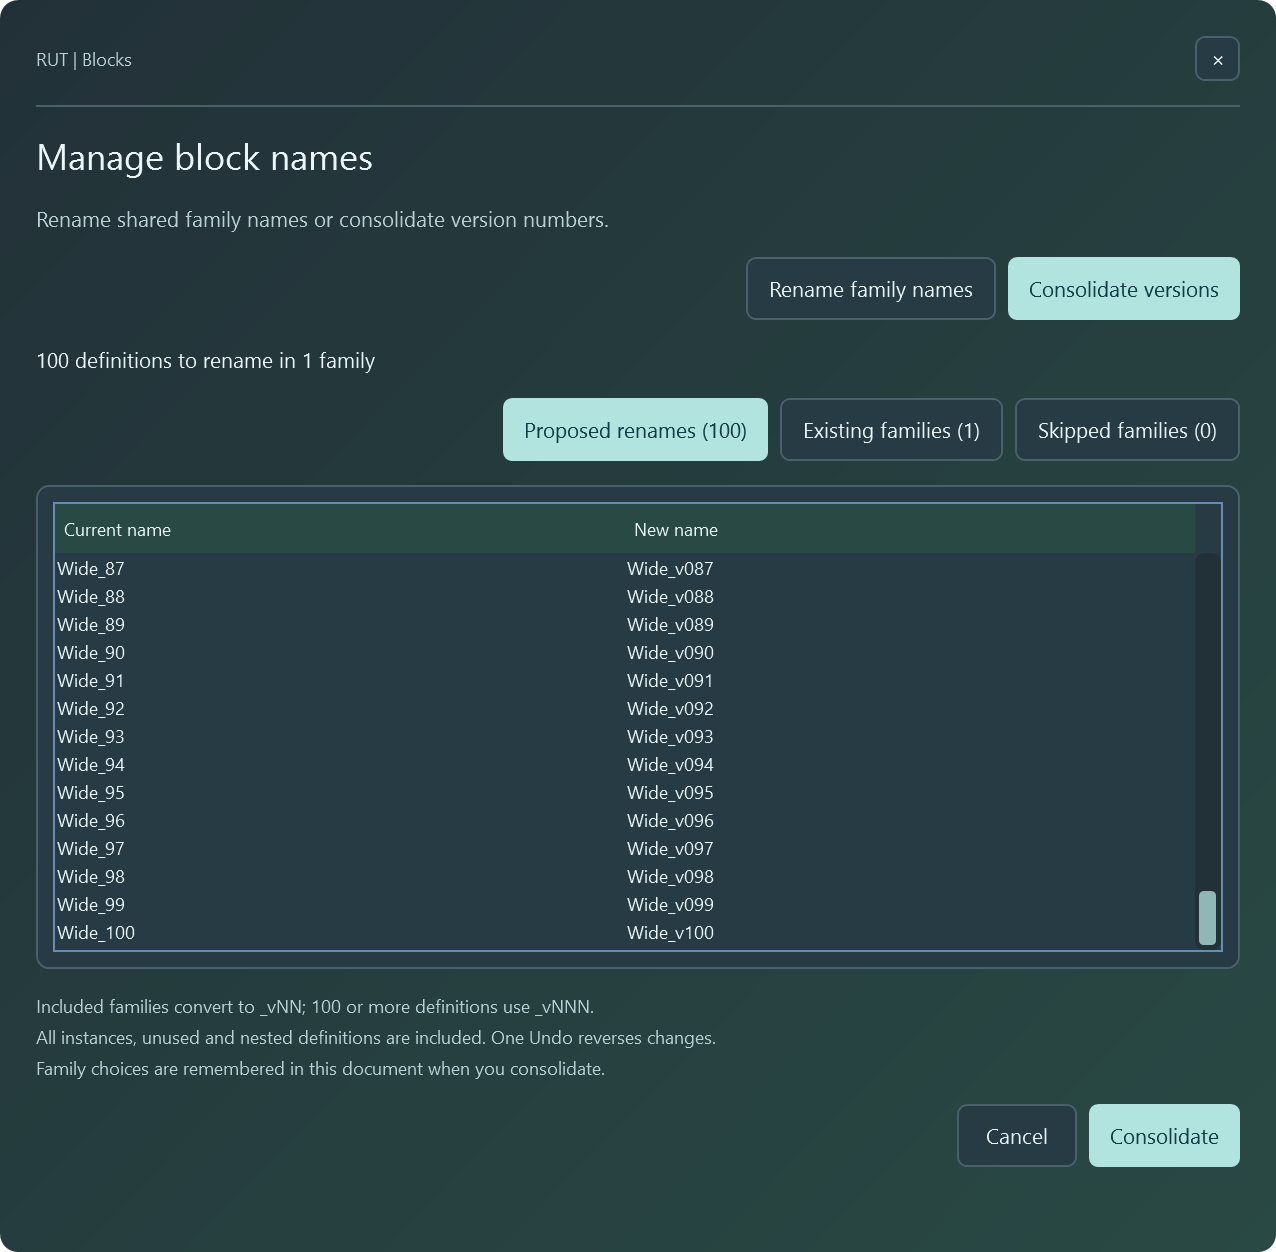 RUT | Blocks
×
Manage block names
Rename shared family names or consolidate version numbers.
Rename family names Consolidate versions
100 definitions to rename in 1 family
Proposed renames (100) Existing families (1) Skipped families (0)
Current name New name
Wide_87 Wide_v087
Wide_88 Wide_v088
Wide_89 Wide_v089
Wide_90 Wide_v090
Wide_91 Wide_v091
Wide_92 Wide_v092
Wide_93 Wide_v093
Wide_94 Wide_v094
Wide_95 Wide_v095
Wide_96 Wide_v096
Wide_97 Wide_v097
Wide_98 Wide_v098
Wide_99 Wide_v099
Wide_100 Wide_v100
Included families convert to _vNN; 100 or more definitions use _vNNN.
All instances, unused and nested definitions are included. One Undo reverses changes.
Family choices are remembered in this document when you consolidate.
Cancel Consolidate